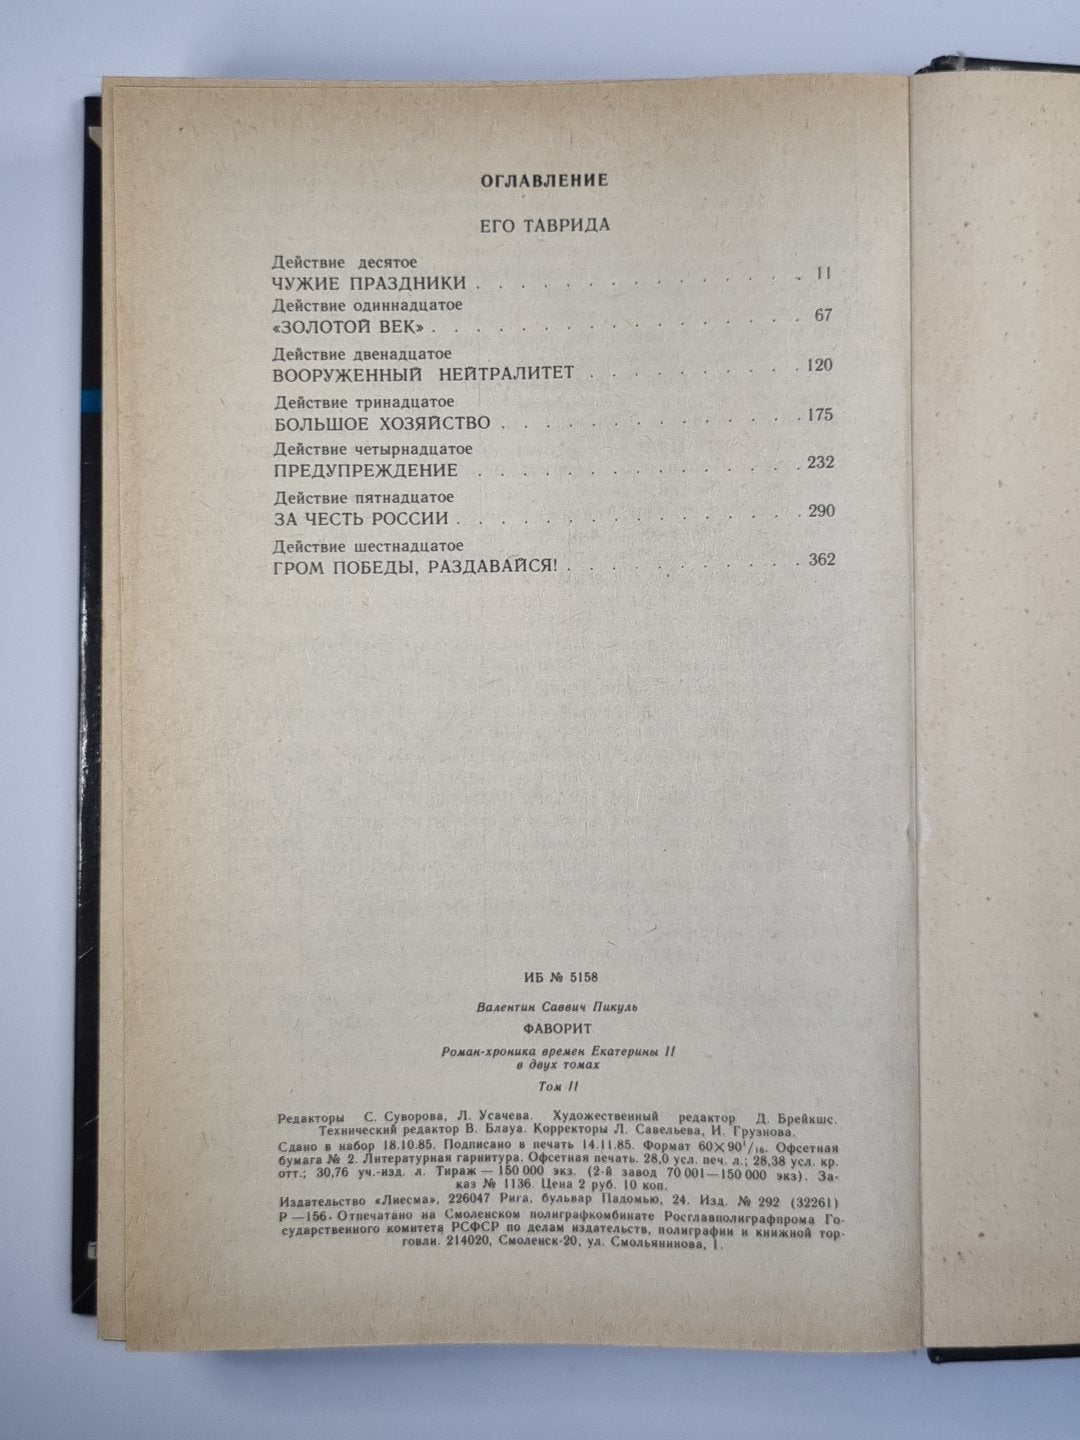 ОГЛАВЛЕНИЕ
ЕГО ТАВРИДА
Действие десятое
ЧУЖИЕ ПРАЗДНИКИ . . . . . . . . . . . . . . . 11
Действие одиннадцатое
«ЗОЛОТОЙ ВЕК» . . . . . . . . . . . . . . . . . 67
Действие двенадцатое
ВООРУЖЕННЫЙ НЕЙТРАЛИТЕТ . . . . . . . . . . 120
Действие тринадцатое
БОЛЬШОЕ ХОЗЯЙСТВО . . . . . . . . . . . . . . 175
Действие четырнадцатое
ПРЕДУПРЕЖДЕНИЕ . . . . . . . . . . . . . . . 232
Действие пятнадцатое
ЗА ЧЕСТЬ РОССИИ . . . . . . . . . . . . . . . . 290
Действие шестнадцатое
ГРОМ ПОБЕДЫ, РАЗДАВАЙСЯ! . . . . . . . . . . . 362
ИБ № 5158
Валентин Саввич Пикуль
ФАВОРИТ
Роман-хроника времен Екатерины II
в двух томах
Том II
Редакторы С. Суворова, Л. Усачева. Художественный редактор Д. Брейкшс.
Технический редактор В. Блауа. Корректоры Л. Савельева, И. Грузнова.
Сдано в набор 18.10.85. Подписано в печать 14.11.85. Формат 60×90¹/₁₆. Офсетная
бумага № 2. Литературная гарнитура. Офсетная печать. 28,0 усл. печ. л.; 28,38 усл. кр.
отт.; 30,76 уч.-изд. л. Тираж — 150 000 экз. (2-й завод 70 001—150 000 экз). За-
каз № 1136. Цена 2 руб. 10 коп.
Издательство «Лиесма», 226047 Рига, бульвар Падомью, 24. Изд. № 292 (32261)
Р —156. Отпечатано на Смоленском полиграфкомбинате Росглавполиграфпрома Го-
сударственного комитета РСФСР по делам издательств, полиграфии и книжной тор-
говли. 214020, Смоленск-20, ул. Смольянинова, 1.